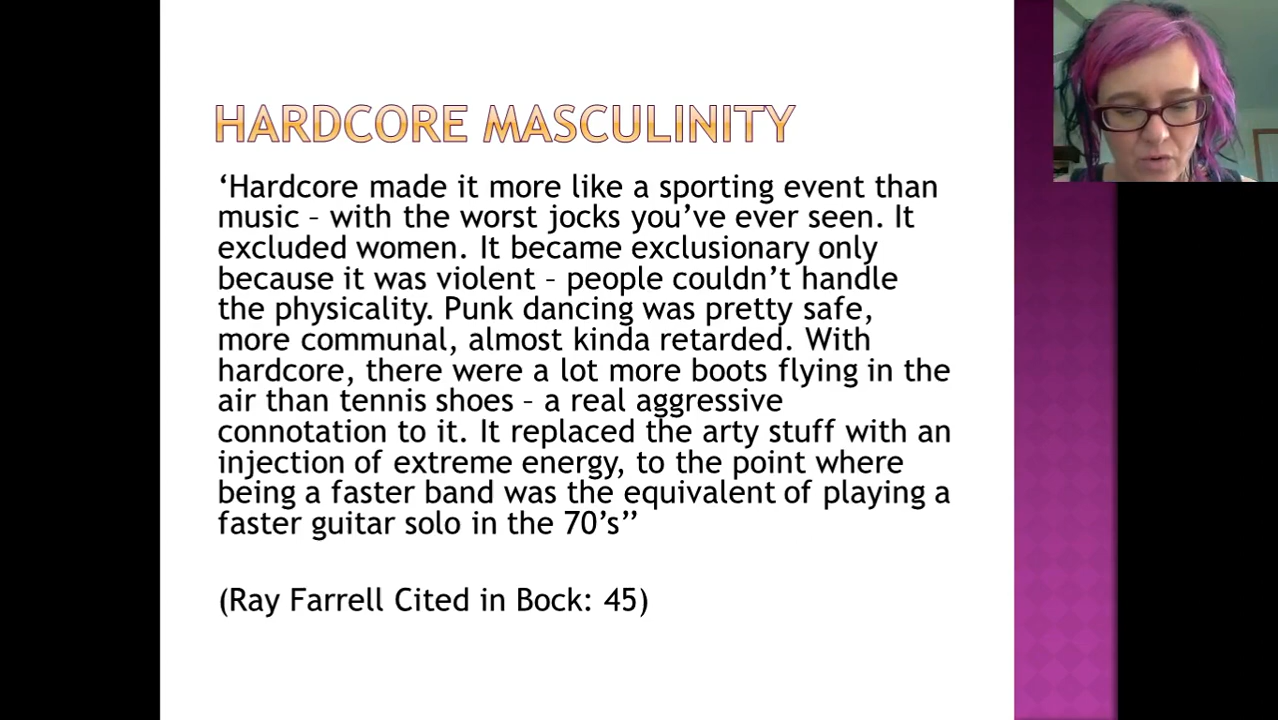 HARDCORE MASCULINITY
‘Hardcore made it more like a sporting event than
music – with the worst jocks you’ve ever seen. It
excluded women. It became exclusionary only
because it was violent – people couldn’t handle
the physicality. Punk dancing was pretty safe,
more communal, almost kinda retarded. With
hardcore, there were a lot more boots flying in the
air than tennis shoes – a real aggressive
connotation to it. It replaced the arty stuff with an
injection of extreme energy, to the point where
being a faster band was the equivalent of playing a
faster guitar solo in the 70’s’’
(Ray Farrell Cited in Bock: 45)